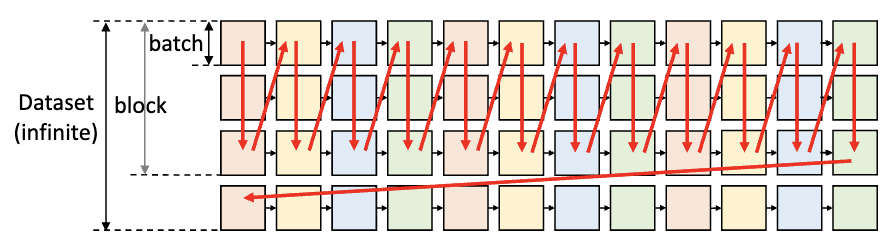 batch
Dataset
(infinite)
block